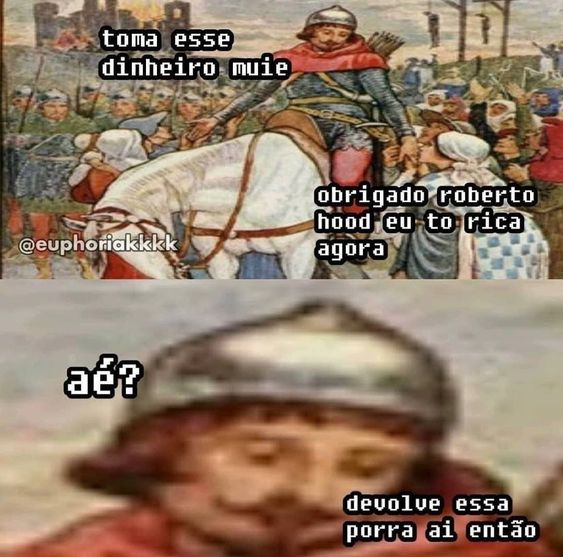 toma esse
dinheiro muie
obrigado roberto
hood eu to rica
agora
@euphoriakkkk
aé?
devolve essa
porra ai então